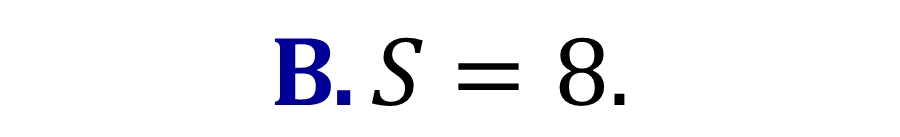 B. S = 8.